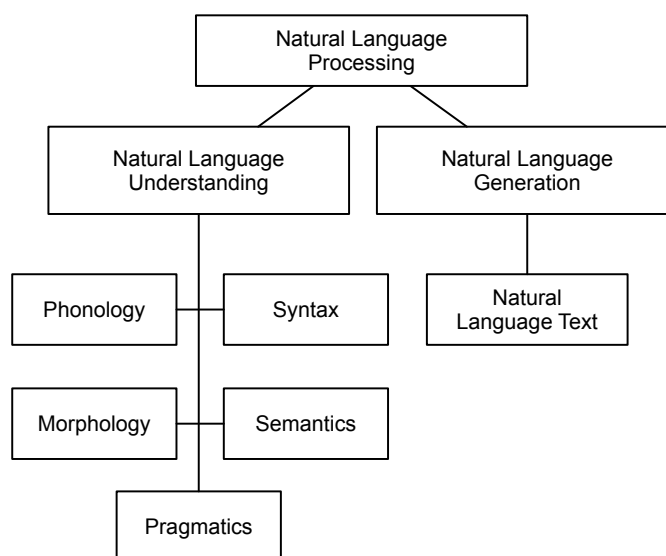 Natural Language
Processing
Natural Language
Understanding
Natural Language
Generation
Phonology
Syntax
Natural
Language Text
Morphology
Semantics
Pragmatics